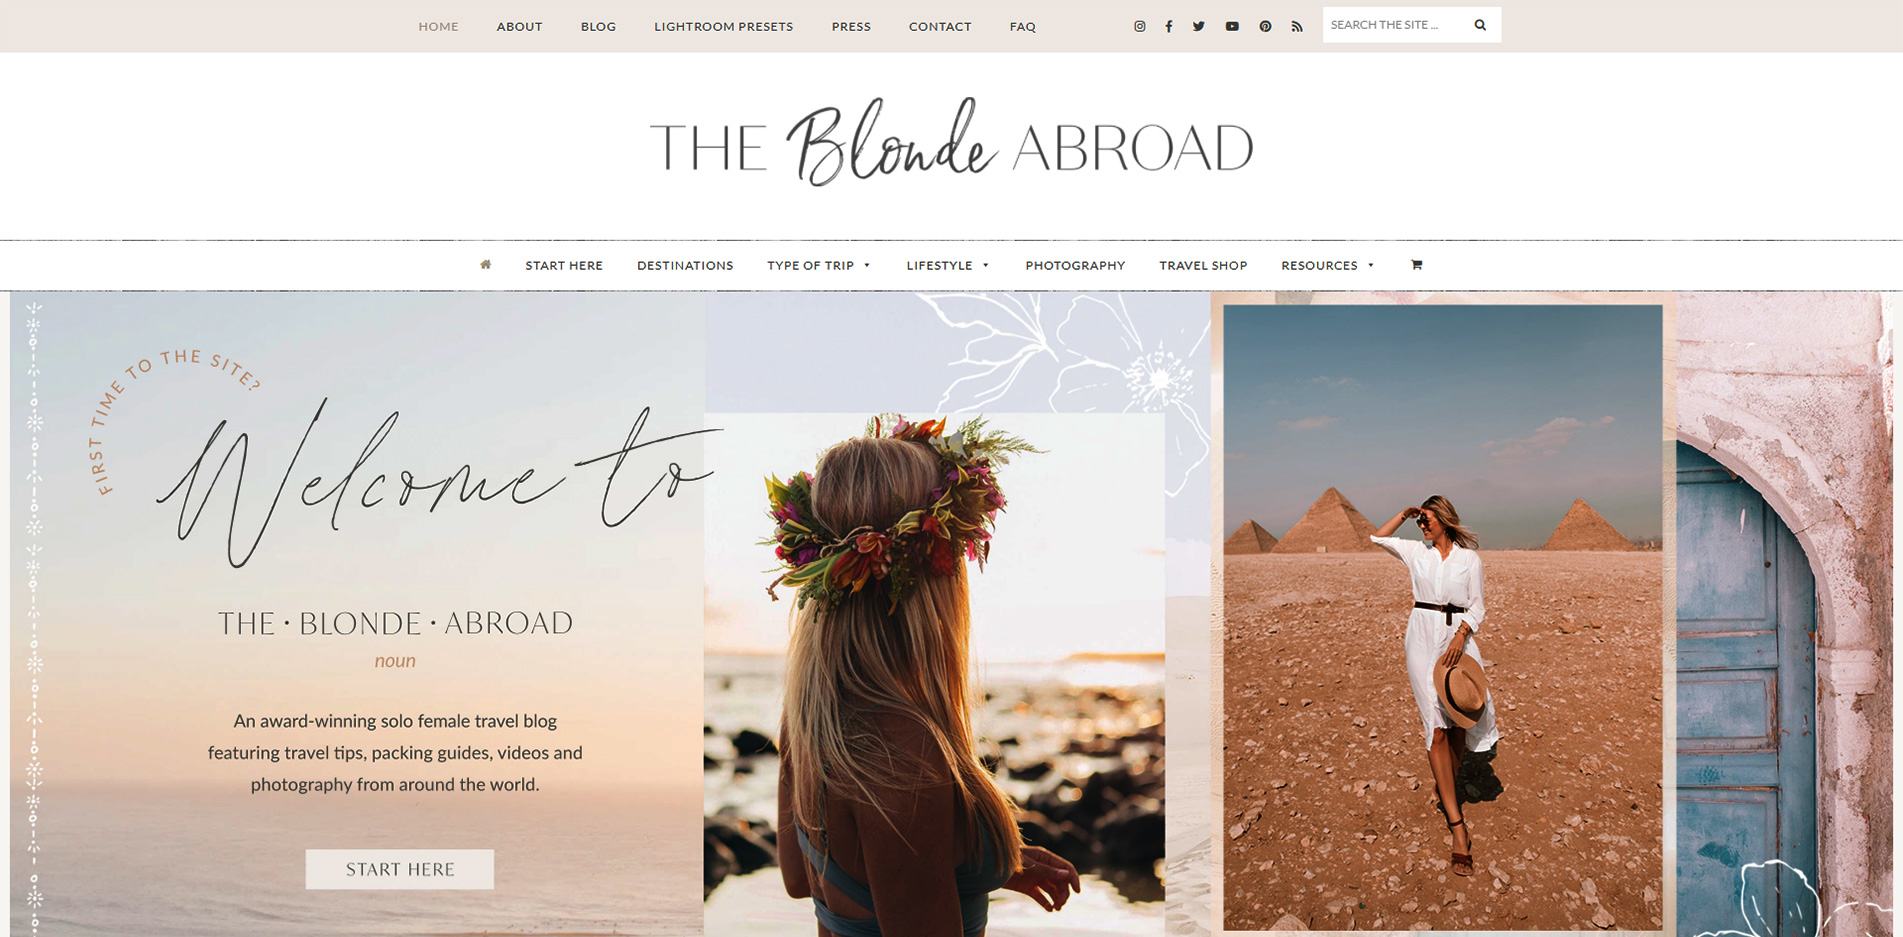 HOME ABOUT BLOG LIGHTROOM PRESETS PRESS CONTACT FAQ SEARCH THE SITE ...
THE Blonde ABROAD
START HERE DESTINATIONS TYPE OF TRIP LIFESTYLE PHOTOGRAPHY TRAVEL SHOP RESOURCES
FIRST TIME TO THE SITE?
Welcome to
THE • BLONDE • ABROAD
noun
An award-winning solo female travel blog
featuring travel tips, packing guides, videos and
photography from around the world.
START HERE